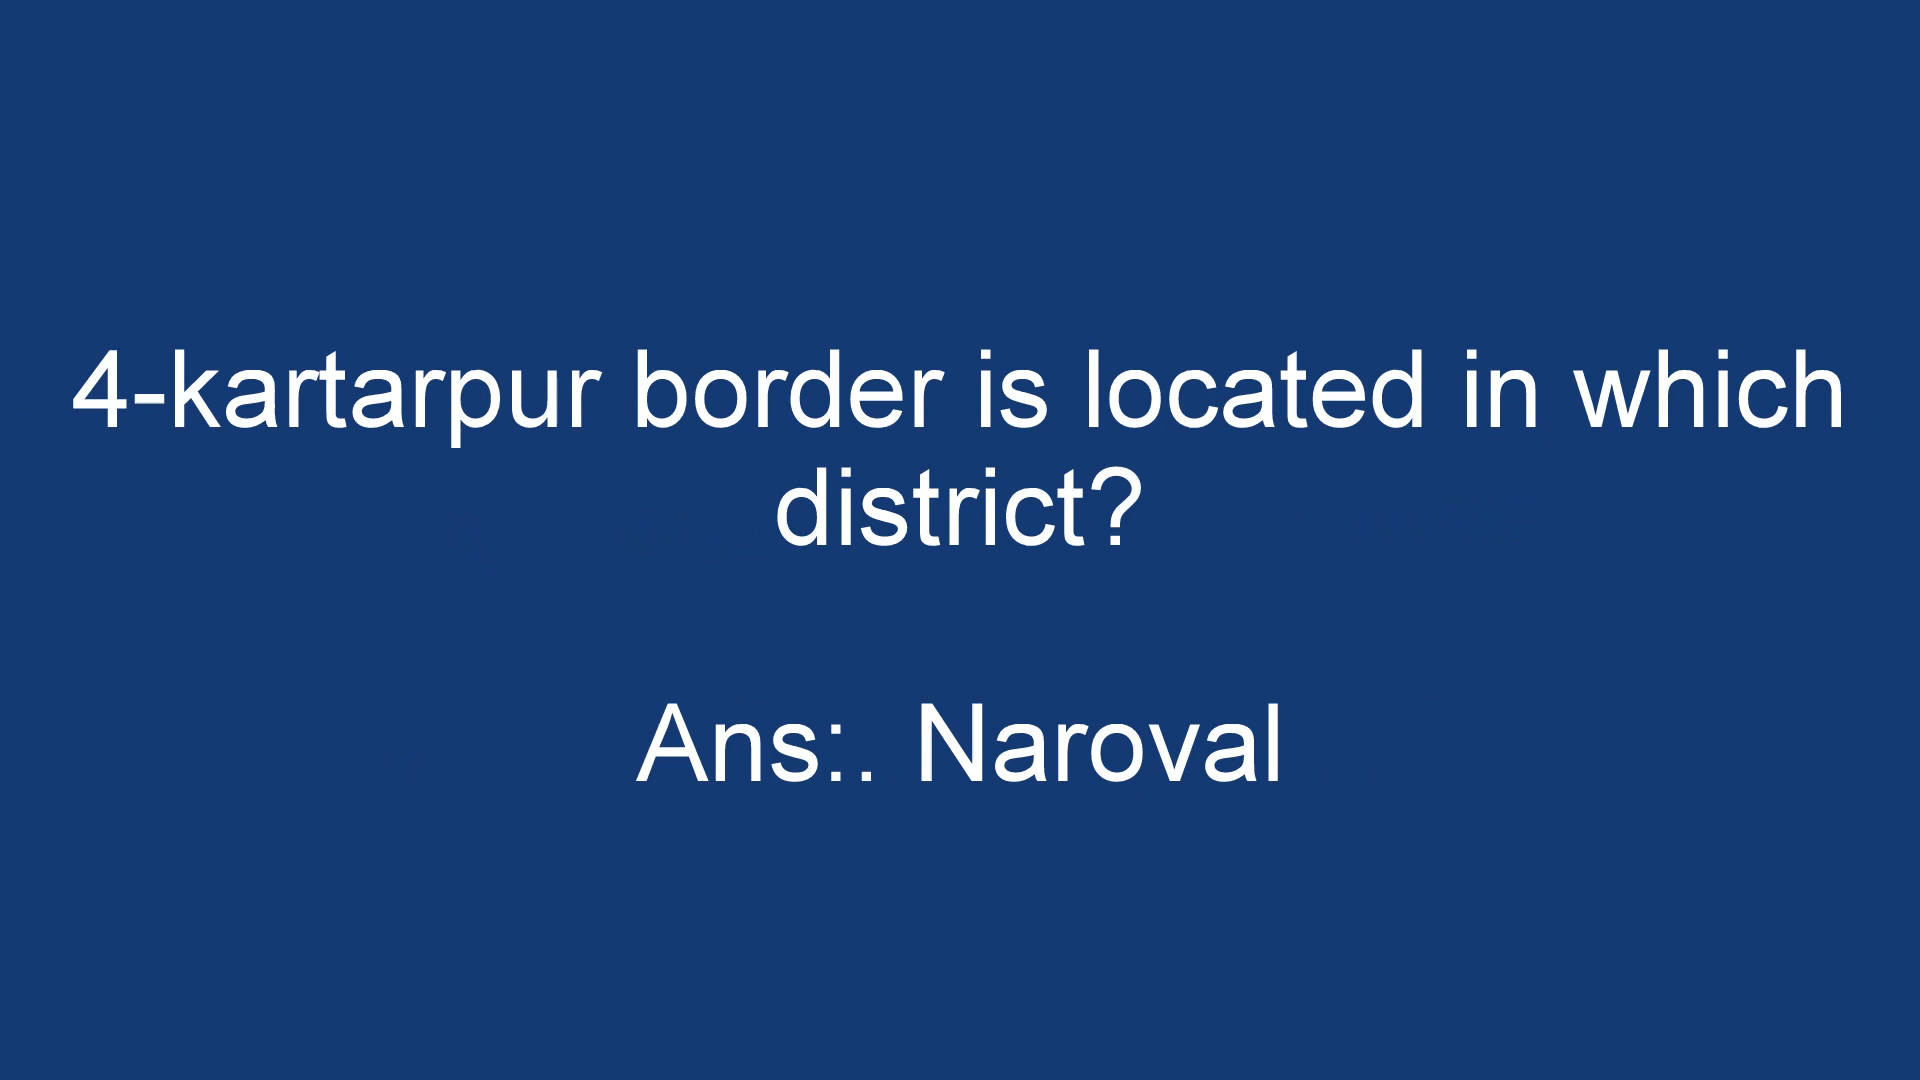 4-kartarpur border is located in which
district?
Ans:. Naroval